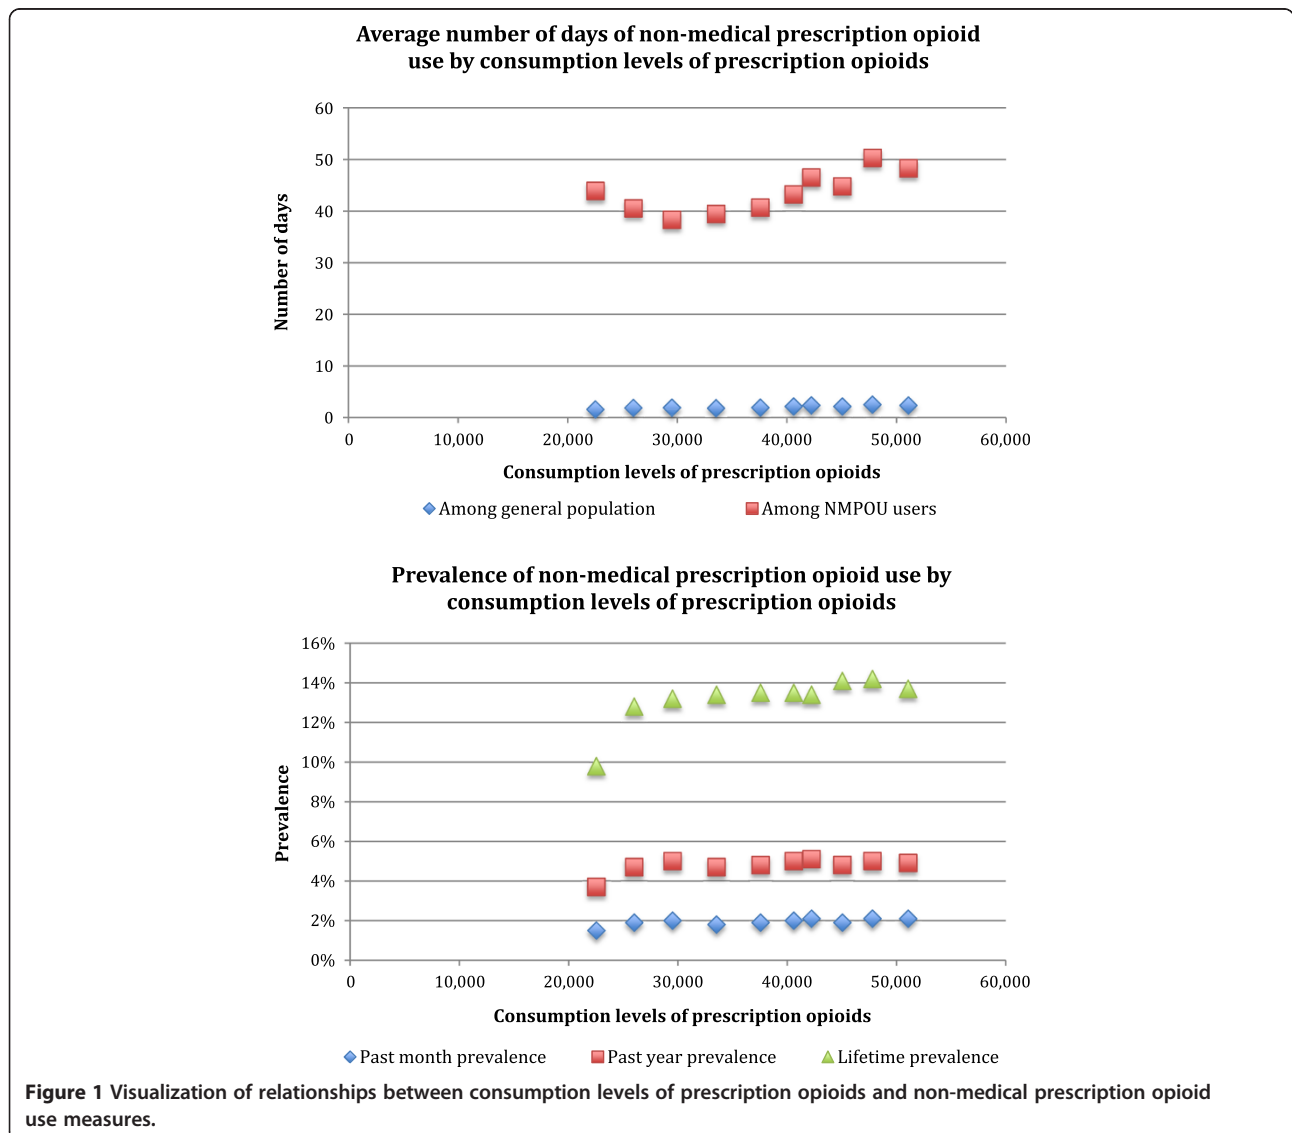 Average number of days of non-medical prescription opioid
use by consumption levels of prescription opioids
60
50
40
30
20
10
0
Number of days
0 10,000 20,000 30,000 40,000 50,000 60,000
Consumption levels of prescription opioids
Among general population Among NMPOU users
Prevalence of non-medical prescription opioid use by
consumption levels of prescription opioids
16%
14%
12%
10%
8%
6%
4%
2%
0%
Prevalence
0 10,000 20,000 30,000 40,000 50,000 60,000
Consumption levels of prescription opioids
Past month prevalence Past year prevalence Lifetime prevalence
Figure 1 Visualization of relationships between consumption levels of prescription opioids and non-medical prescription opioid
use measures.